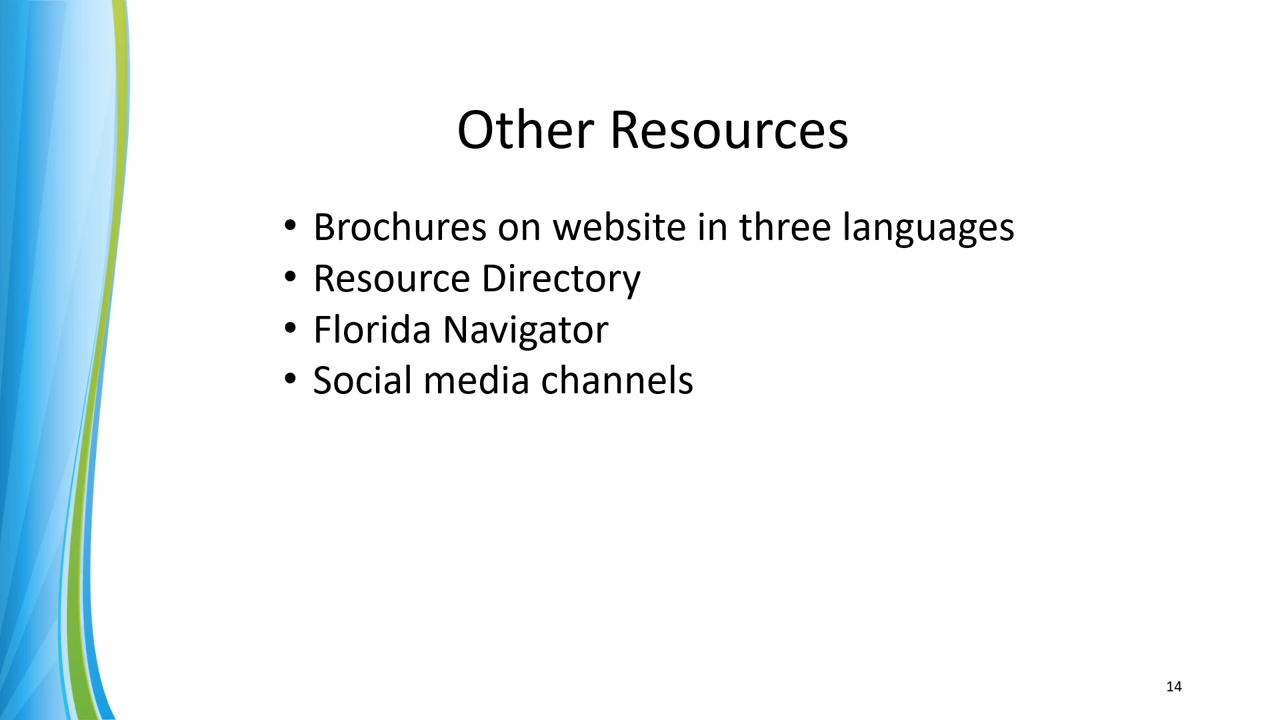 Other Resources
• Brochures on website in three languages
• Resource Directory
• Florida Navigator
• Social media channels
14